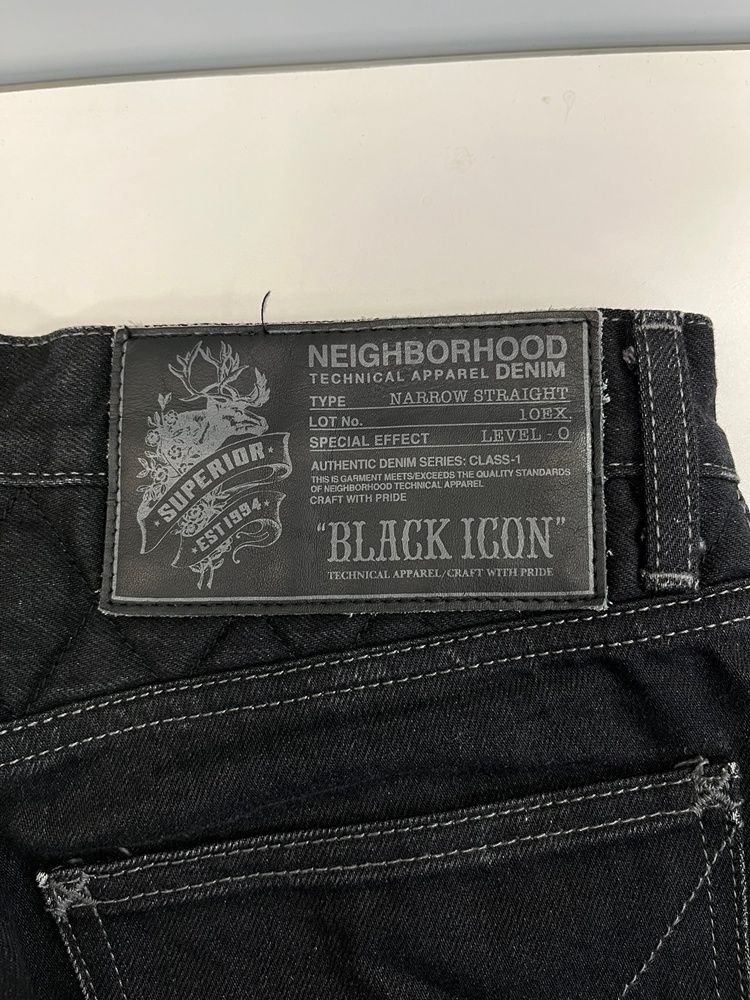 NEIGHBORHOOD
TECHNICAL APPAREL DENIM
TYPE NARROW STRAIGHT
LOT No. 10EX.
SPECIAL EFFECT LEVEL - 0
AUTHENTIC DENIM SERIES: CLASS-1
THIS IS GARMENT MEETS/EXCEEDS THE QUALITY STANDARDS
OF NEIGHBORHOOD TECHNICAL APPAREL
CRAFT WITH PRIDE
"BLACK ICON"
TECHNICAL APPAREL/CRAFT WITH PRIDE
SUPERIOR
EST 1994